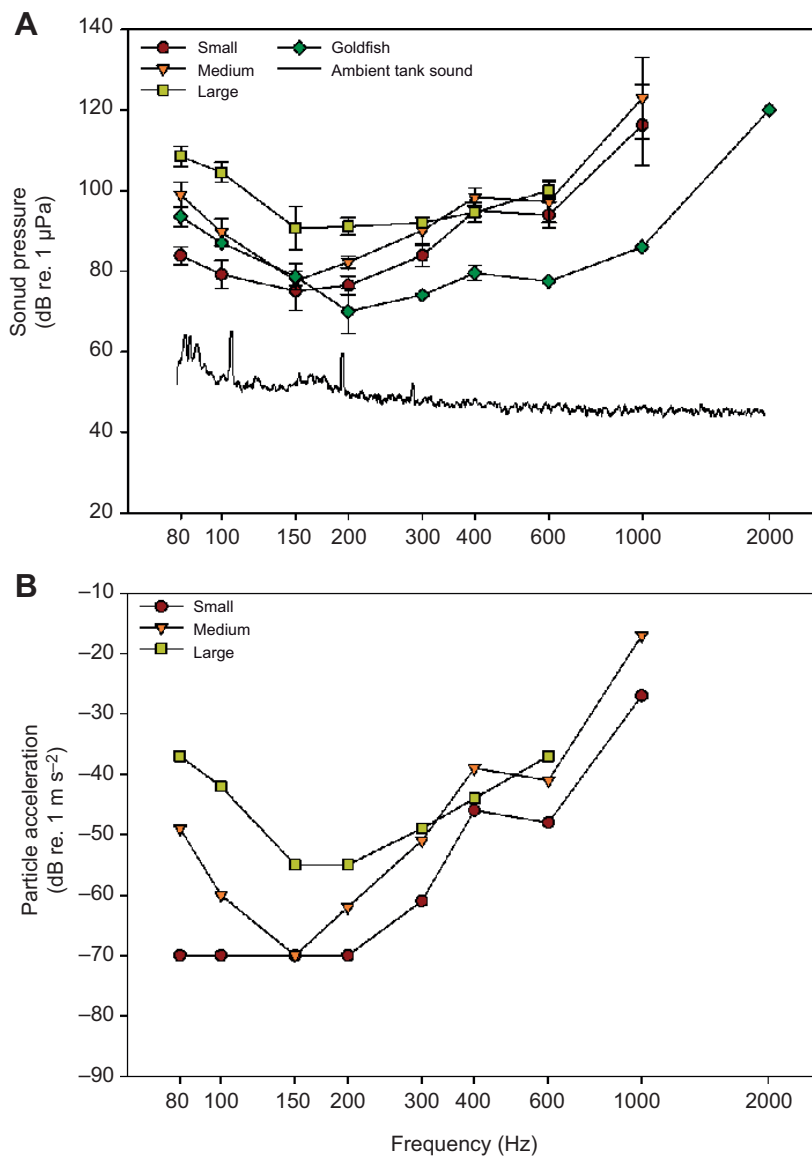 A
140
120
100
80
60
40
20
Sonud pressure
(dB re. 1 µPa)
Small
Medium
Large
Goldfish
Ambient tank sound
80 100 150 200 300 400 600 1000 2000
B
–10
–20
–30
–40
–50
–60
–70
–80
–90
Particle acceleration
(dB re. 1 m s–2)
Small
Medium
Large
80 100 150 200 300 400 600 1000 2000
Frequency (Hz)